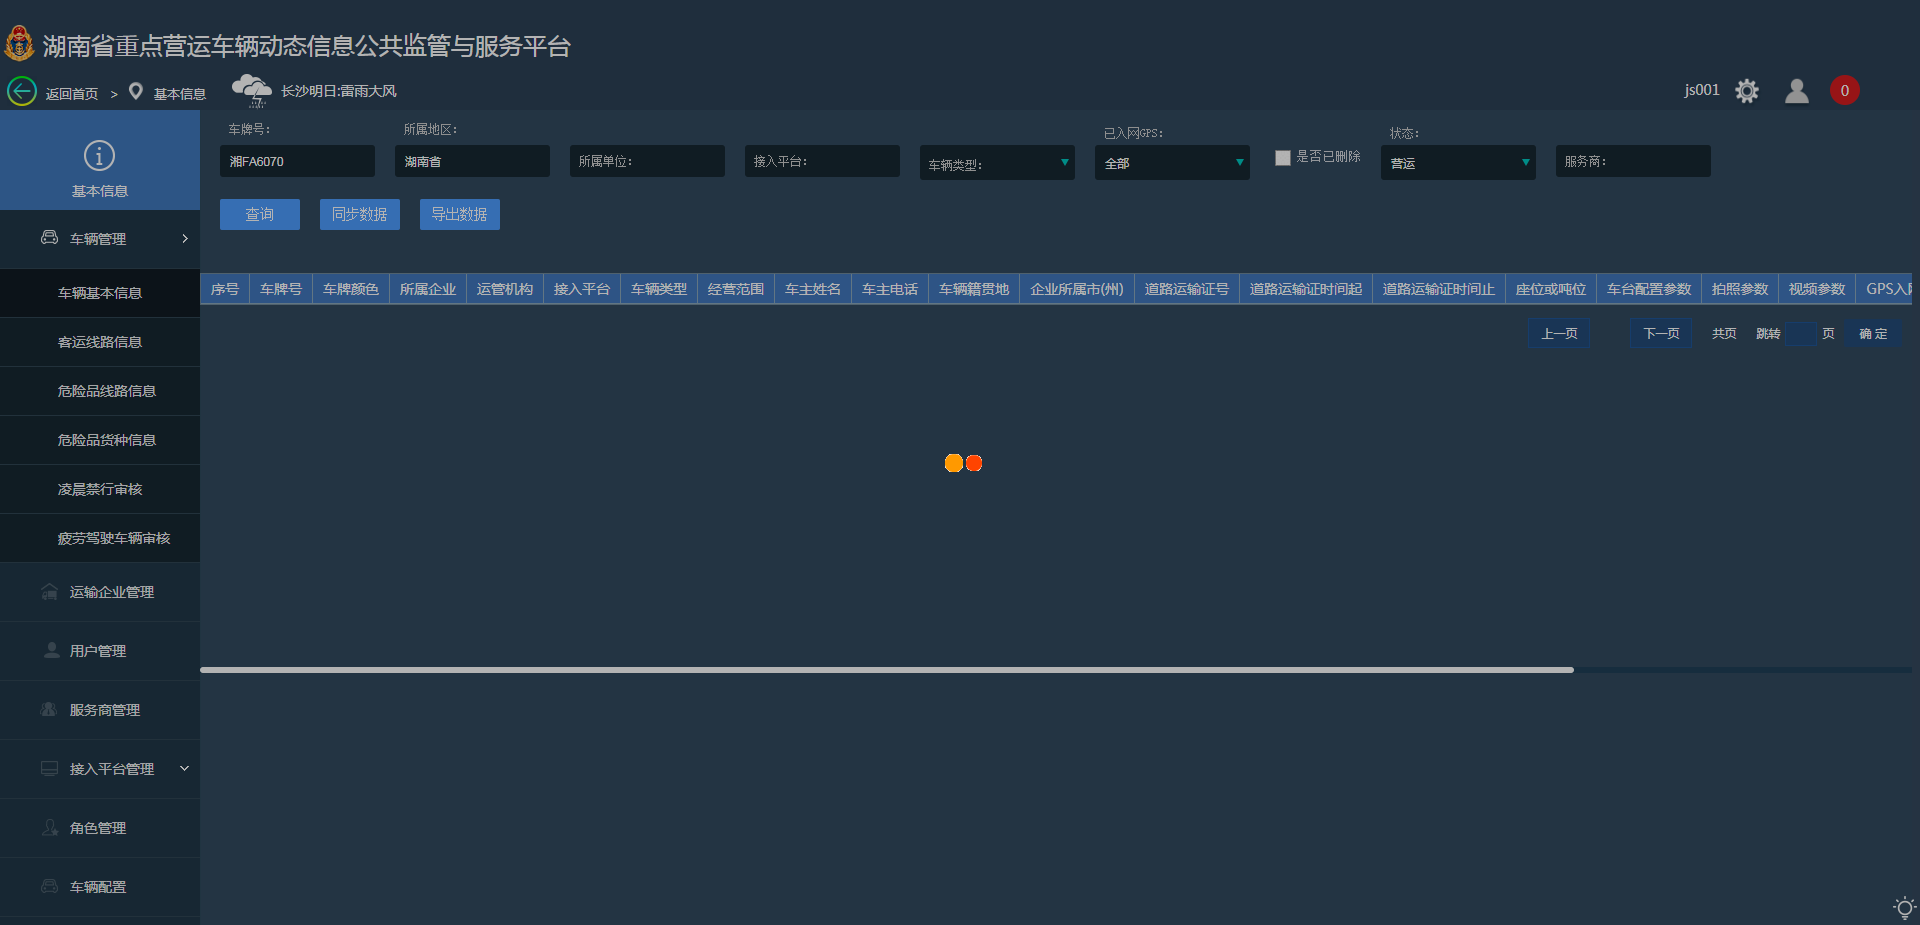 湖南省重点营运车辆动态信息公共监管与服务平台
返回首页 > 基本信息 长沙明日:雷雨大风 js001 0
基本信息
车辆管理
车辆基本信息
客运线路信息
危险品线路信息
危险品货种信息
凌晨禁行审核
疲劳驾驶车辆审核
运输企业管理
用户管理
服务商管理
接入平台管理
角色管理
车辆配置
车牌号: 所属地区: 已入网GPS: 状态:
湘FA6070 湖南省 所属单位: 接入平台: 车辆类型: 全部 是否已删除 营运 服务商:
查询 同步数据 导出数据
序号 车牌号 车牌颜色 所属企业 运管机构 接入平台 车辆类型 经营范围 车主姓名 车主电话 车辆籍贯地 企业所属市(州) 道路运输证号 道路运输证时间起 道路运输证时间止 座位或吨位 车台配置参数 拍照参数 视频参数 GPS入
上一页 下一页 共页 跳转 页 确 定